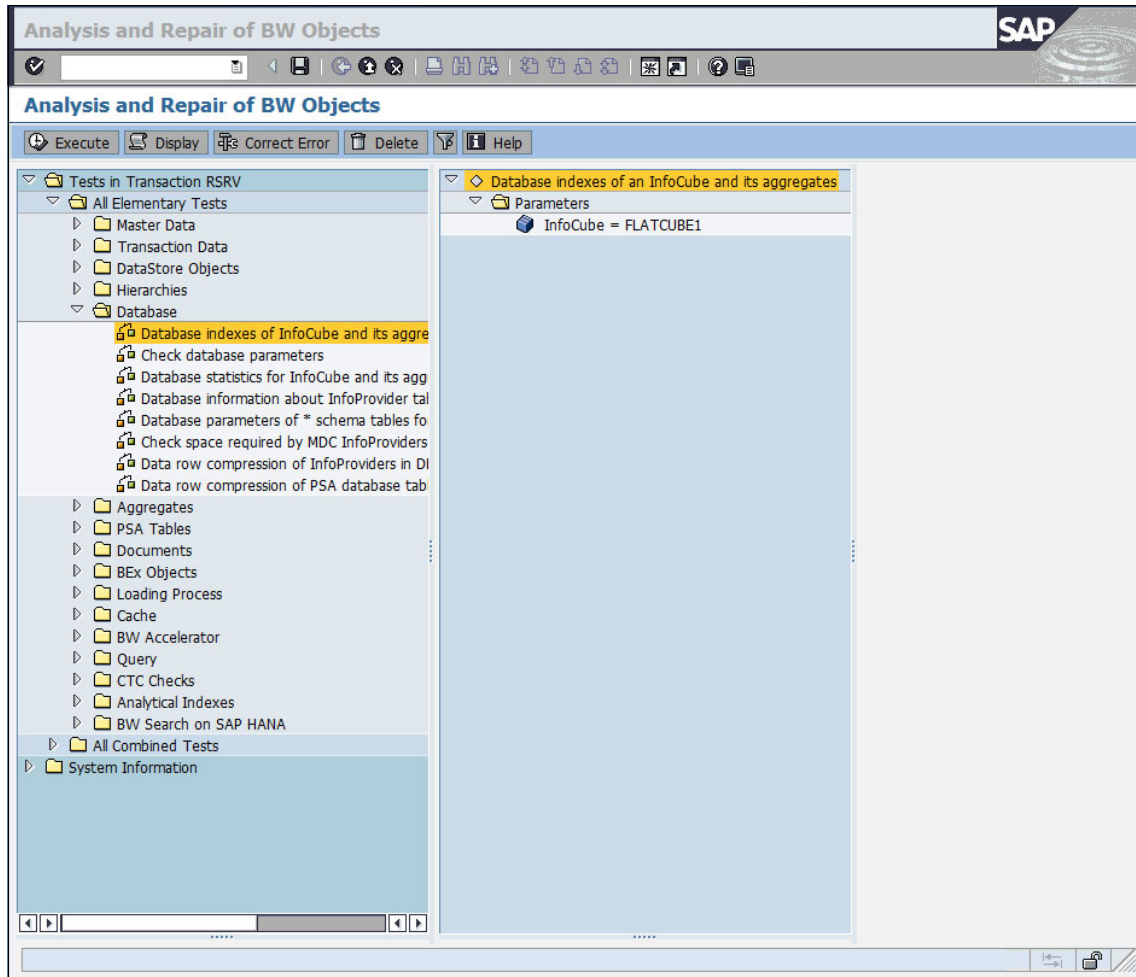 Analysis and Repair of BW Objects
SAP
Analysis and Repair of BW Objects
Execute Display Correct Error Delete Help
Tests in Transaction RSRV
All Elementary Tests
Master Data
Transaction Data
DataStore Objects
Hierarchies
Database
Database indexes of InfoCube and its aggre
Check database parameters
Database statistics for InfoCube and its agg
Database information about InfoProvider tal
Database parameters of * schema tables fo
Check space required by MDC InfoProviders
Data row compression of InfoProviders in D
Data row compression of PSA database tab
Aggregates
PSA Tables
Documents
BEx Objects
Loading Process
Cache
BW Accelerator
Query
CTC Checks
Analytical Indexes
BW Search on SAP HANA
All Combined Tests
System Information
Database indexes of an InfoCube and its aggregates
Parameters
InfoCube = FLATCUBE1